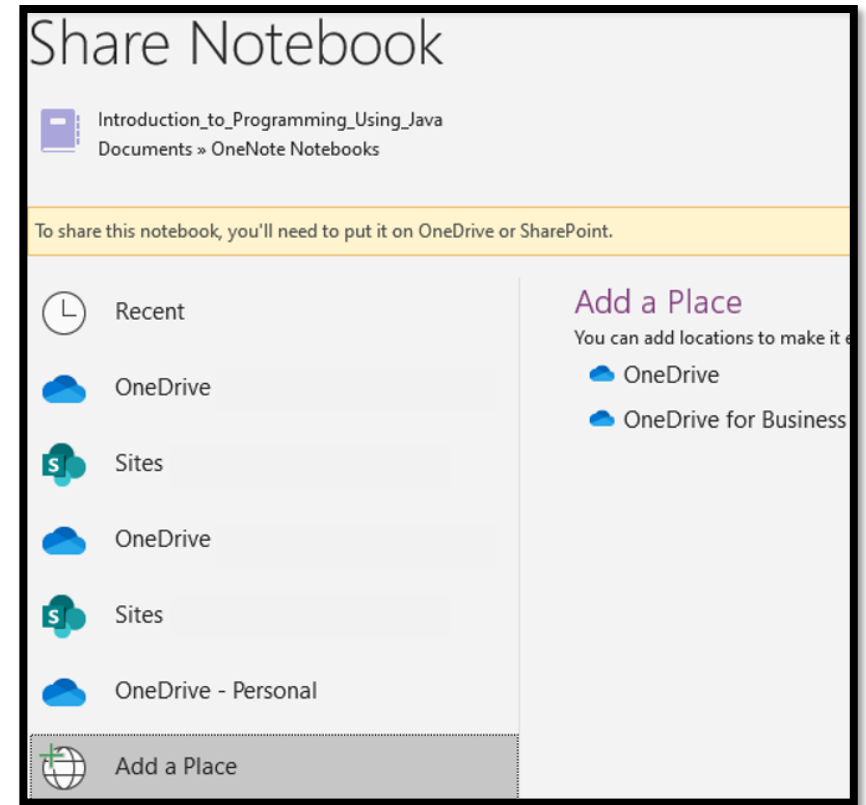 Share Notebook
Introduction_to_Programming_Using_Java
Documents » OneNote Notebooks
To share this notebook, you'll need to put it on OneDrive or SharePoint.
Recent
OneDrive
Sites
OneDrive
Sites
OneDrive - Personal
Add a Place
Add a Place
You can add locations to make it
OneDrive
OneDrive for Business